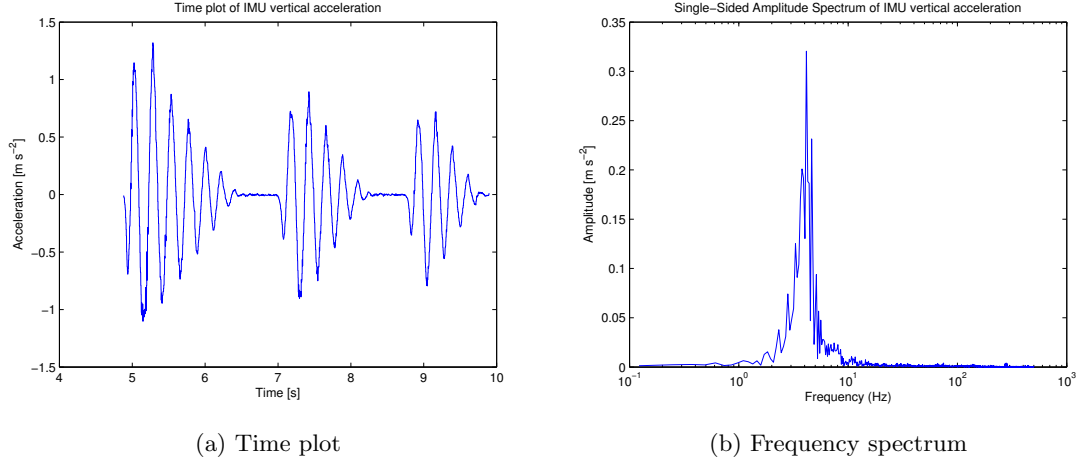 Time plot of IMU vertical acceleration
1.5
1
0.5
0
−0.5
−1
−1.5
Acceleration [m s⁻²]
4 5 6 7 8 9 10
Time [s]
(a) Time plot
Single−Sided Amplitude Spectrum of IMU vertical acceleration
0.35
0.3
0.25
0.2
0.15
0.1
0.05
0
Amplitude [m s⁻²]
10⁻¹ 10⁰ 10¹ 10² 10³
Frequency (Hz)
(b) Frequency spectrum